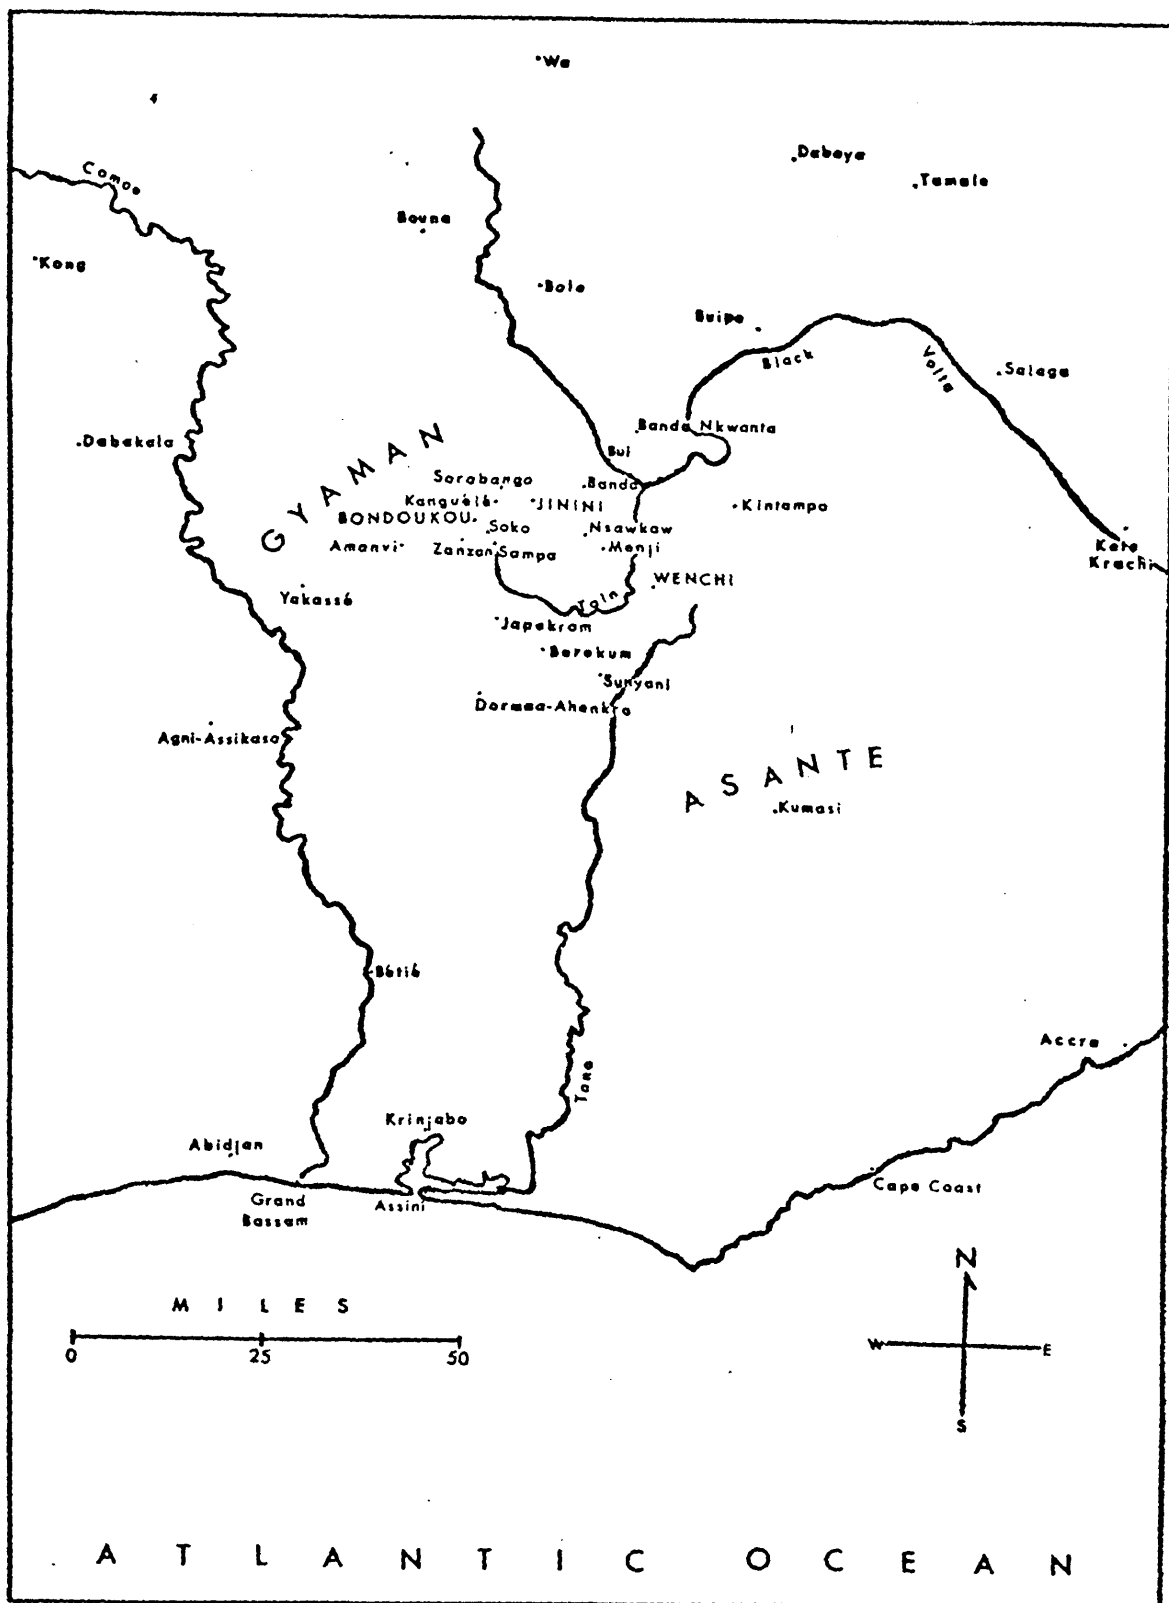 Wa
Daboya
Tamale
Comoe
Bouna
Kong
Bole
Buipe
Black
Volta
Salaga
Dabakala
GYAMAN
Banda Nkwanta
Bui
Sorobango
Banda
Kanguélé
JININI
Kintampo
BONDOUKOU
Soko
Nsawkaw
Amanvi
Zanzan
Sampa
Menji
Kete
Krachi
WENCHI
Yakassé
Tain
Japekrom
Berekum
Sunyani
Dormaa-Ahenkro
Agni-Assikaso
ASANTE
Kumasi
Bétié
Accra
Tano
Krinjabo
Abidjan
Cape Coast
Grand
Bassam
Assini
N
MILES
W
E
0
25
50
S
ATLANTIC OCEAN